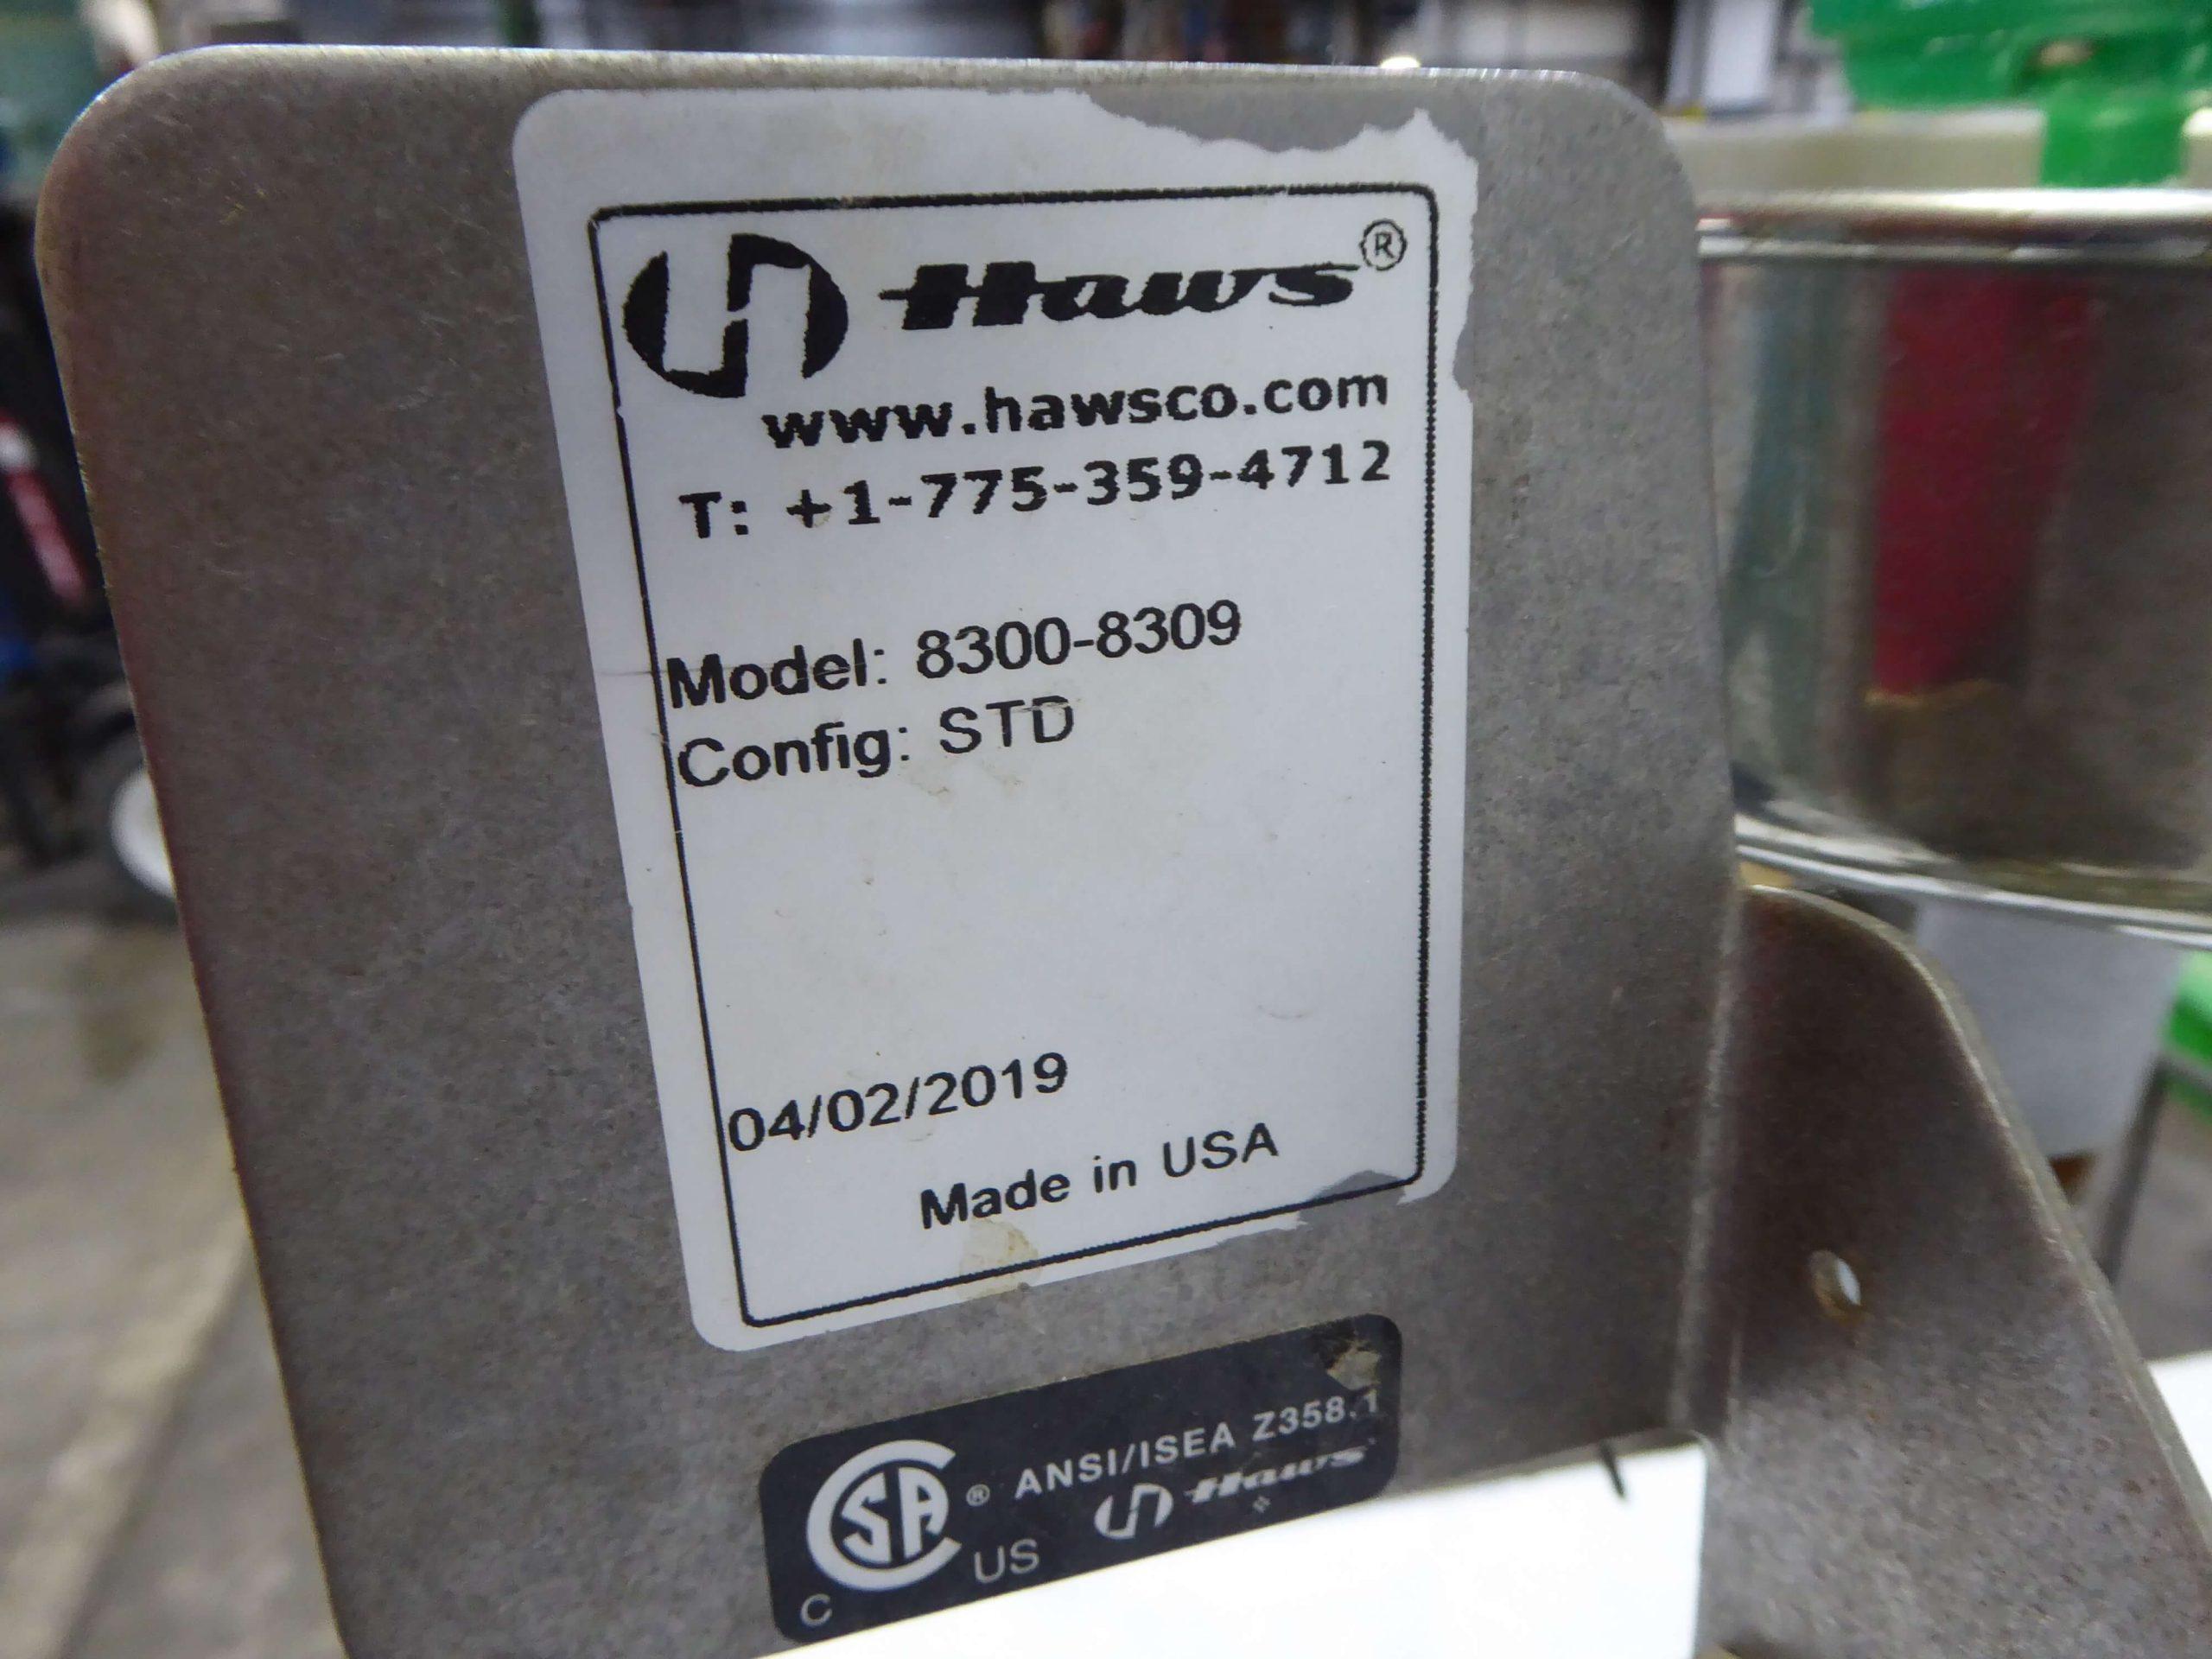 Haws®
www.hawsco.com
T: +1-775-359-4712
Model: 8300-8309
Config: STD
04/02/2019
Made in USA
CSA® ANSI/ISEA Z358.1
C US Haws